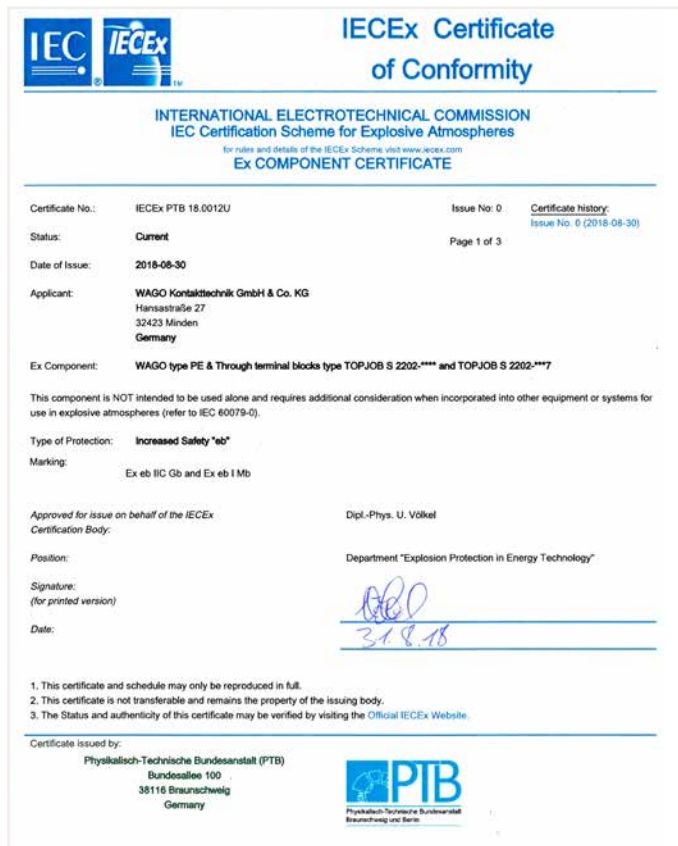 IEC
®
IECEx
TM
IECEx Certificate
of Conformity
INTERNATIONAL ELECTROTECHNICAL COMMISSION
IEC Certification Scheme for Explosive Atmospheres
for rules and details of the IECEx Scheme visit www.iecex.com
Ex COMPONENT CERTIFICATE
Certificate No.: IECEx PTB 18.0012U Issue No: 0 Certificate history:
Issue No. 0 (2018-08-30)
Status: Current Page 1 of 3
Date of Issue: 2018-08-30
Applicant: WAGO Kontakttechnik GmbH & Co. KG
Hansastraße 27
32423 Minden
Germany
Ex Component: WAGO type PE & Through terminal blocks type TOPJOB S 2202-**** and TOPJOB S 2202-***7
This component is NOT intended to be used alone and requires additional consideration when incorporated into other equipment or systems for
use in explosive atmospheres (refer to IEC 60079-0).
Type of Protection: Increased Safety "eb"
Marking:
Ex eb IIC Gb and Ex eb I Mb
Approved for issue on behalf of the IECEx Dipl.-Phys. U. Völkel
Certification Body:
Position: Department "Explosion Protection in Energy Technology"
Signature:
(for printed version)
Date: 31.8.18
1. This certificate and schedule may only be reproduced in full.
2. This certificate is not transferable and remains the property of the issuing body.
3. The Status and authenticity of this certificate may be verified by visiting the Official IECEx Website.
Certificate issued by:
Physikalisch-Technische Bundesanstalt (PTB)
Bundesallee 100
38116 Braunschweig
Germany
PTB
Physikalisch-Technische Bundesanstalt
Braunschweig und Berlin